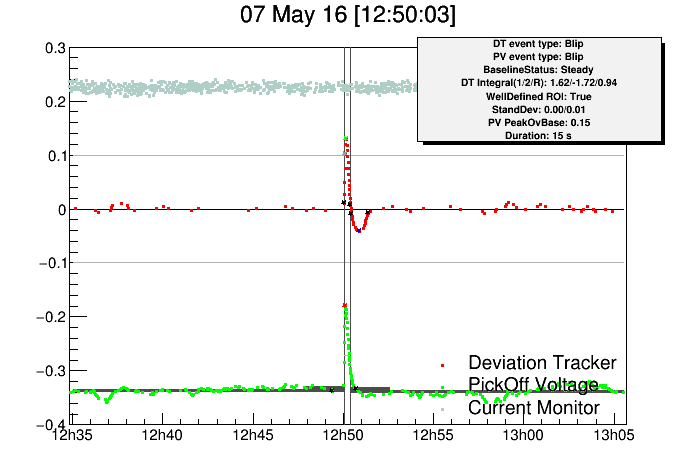 07 May 16 [12:50:03]
DT event type: Blip
PV event type: Blip
BaselineStatus: Steady
DT Integral(1/2/R): 1.62/-1.72/0.94
WellDefined ROI: True
StandDev: 0.00/0.01
PV PeakOvBase: 0.15
Duration: 15 s
0.3
0.2
0.1
0
−0.1
−0.2
−0.3
−0.4
Deviation Tracker
PickOff Voltage
Current Monitor
12h35 12h40 12h45 12h50 12h55 13h00 13h05